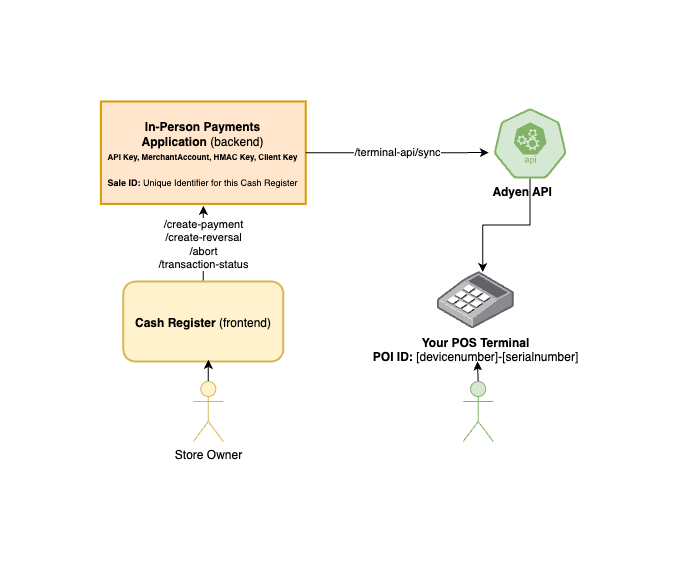 In-Person Payments
Application (backend)
API Key, MerchantAccount, HMAC Key, Client Key
Sale ID: Unique Identifier for this Cash Register
/terminal-api/sync
api
Adyen API
/create-payment
/create-reversal
/abort
/transaction-status
Cash Register (frontend)
Your POS Terminal
POI ID: [devicenumber]-[serialnumber]
Store Owner